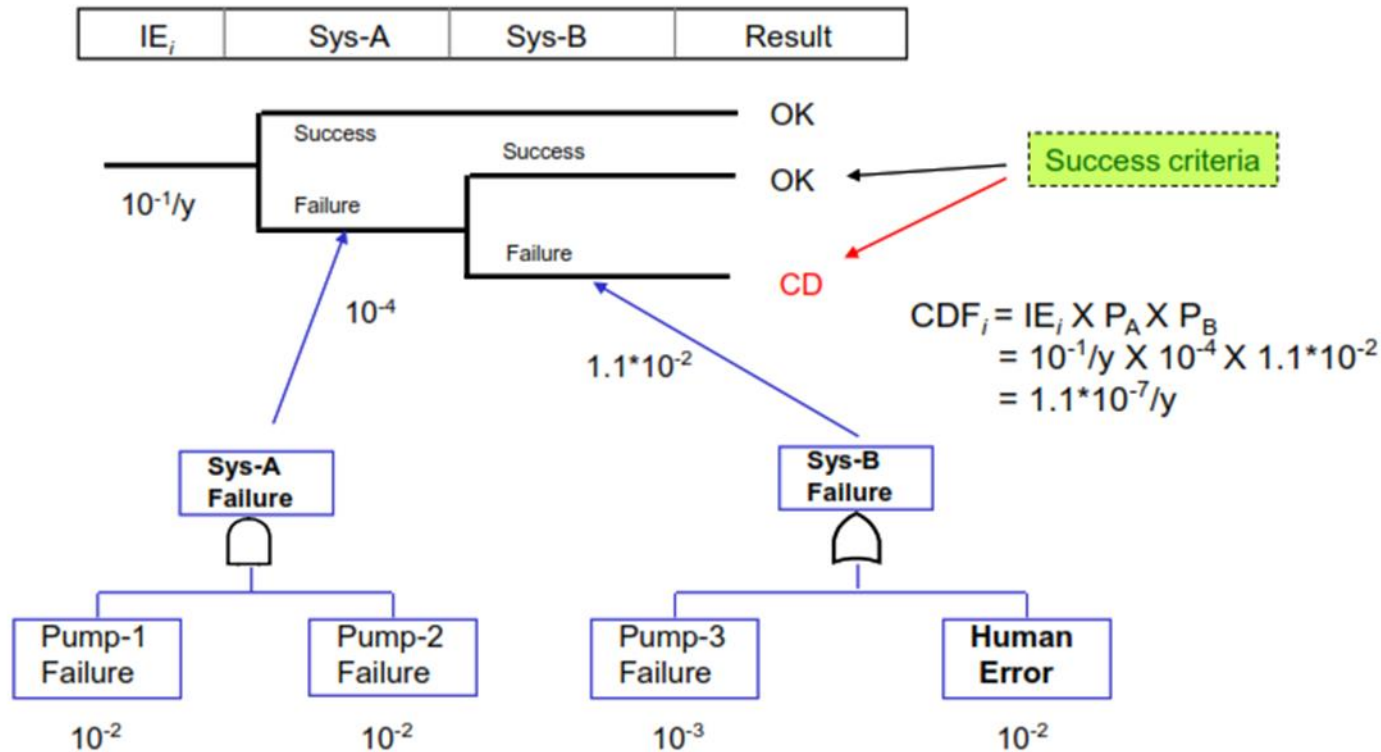 IEᵢ Sys-A Sys-B Result
OK
Success
Success
OK
Success criteria
10⁻¹/y
Failure
Failure
CD
10⁻⁴
CDFᵢ = IEᵢ X P_A X P_B
= 10⁻¹/y X 10⁻⁴ X 1.1*10⁻²
= 1.1*10⁻⁷/y
1.1*10⁻²
Sys-A
Failure
Sys-B
Failure
Pump-1
Failure
Pump-2
Failure
Pump-3
Failure
Human
Error
10⁻²
10⁻²
10⁻³
10⁻²